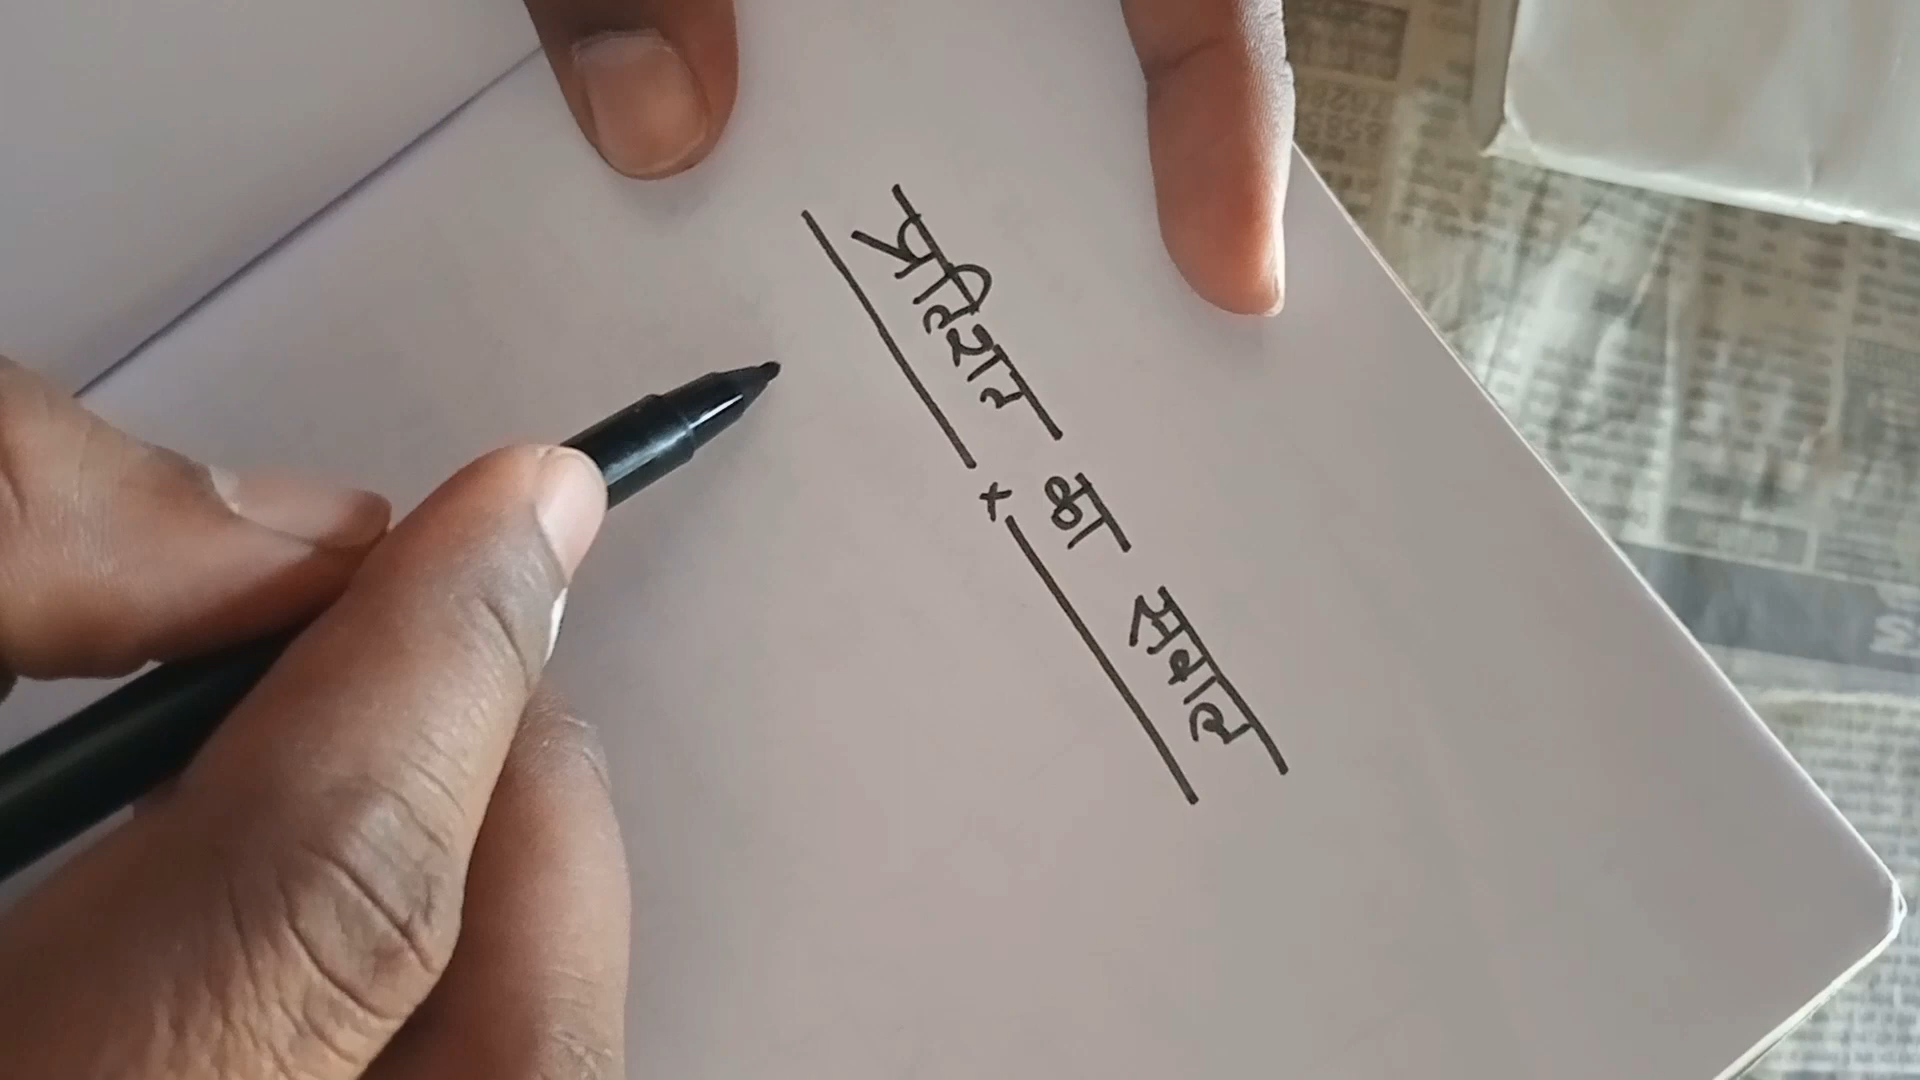 प्रतिशत का सवाल